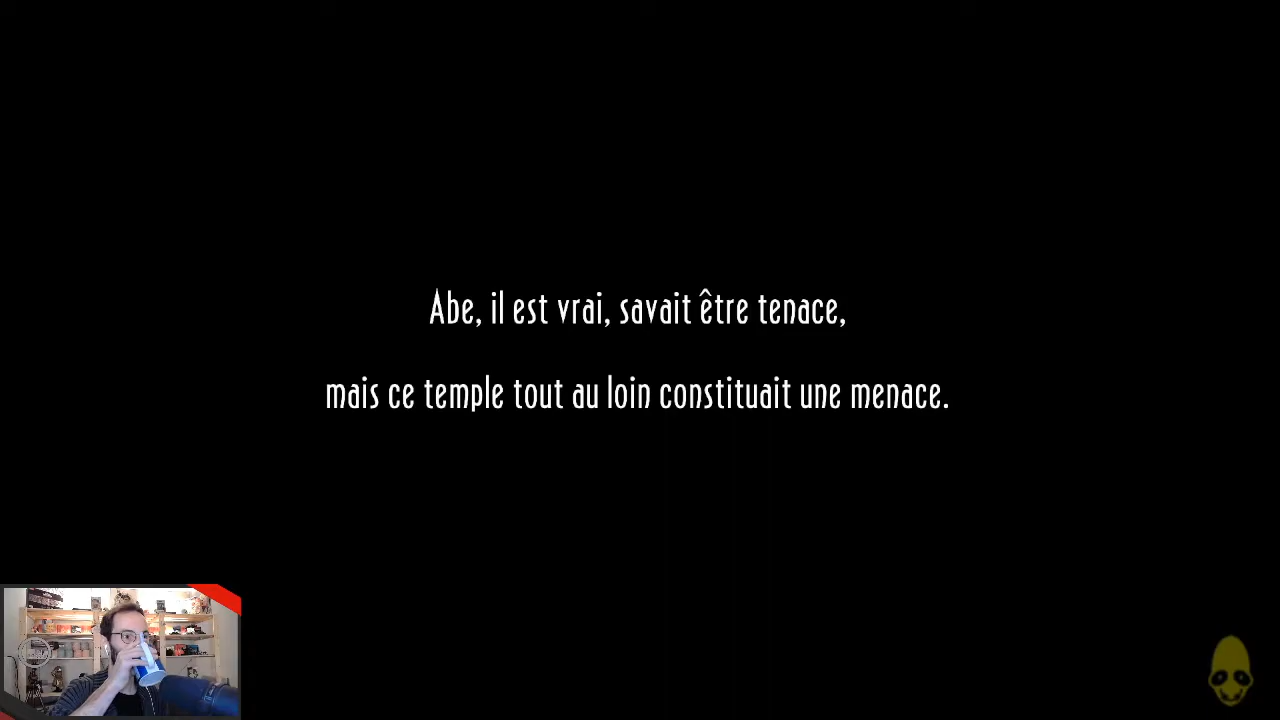 Abe, il est vrai, savait être tenace,
mais ce temple tout au loin constituait une menace.